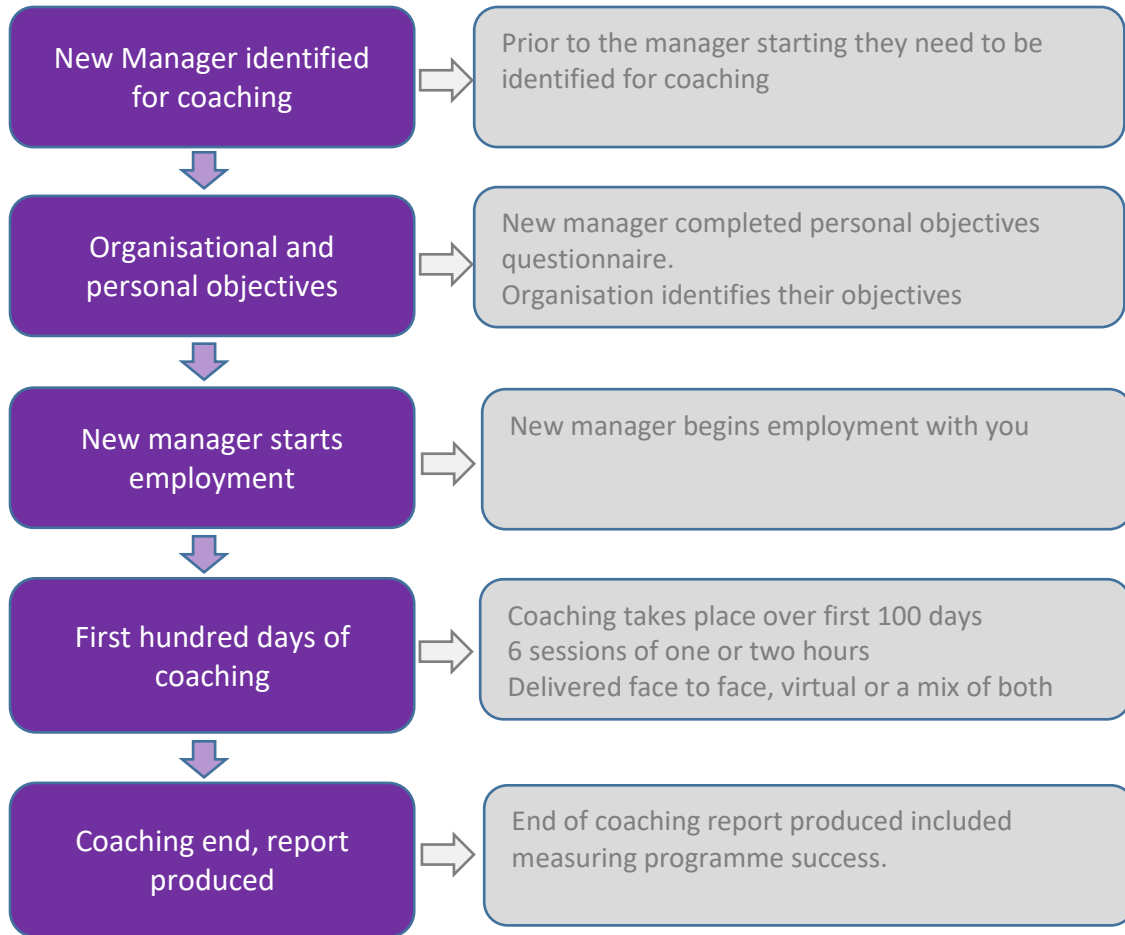 New Manager identified
for coaching
Prior to the manager starting they need to be
identified for coaching
Organisational and
personal objectives
New manager completed personal objectives
questionnaire.
Organisation identifies their objectives
New manager starts
employment
New manager begins employment with you
First hundred days of
coaching
Coaching takes place over first 100 days
6 sessions of one or two hours
Delivered face to face, virtual or a mix of both
Coaching end, report
produced
End of coaching report produced included
measuring programme success.